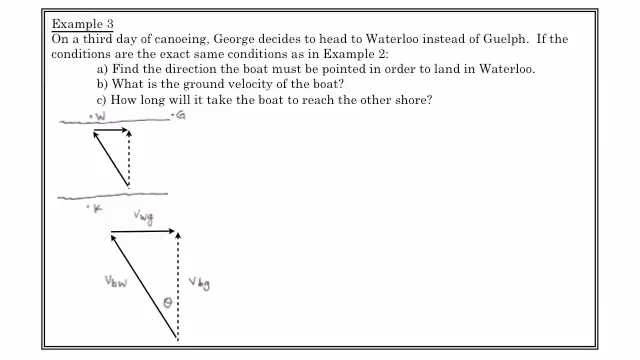 Example 3
On a third day of canoeing, George decides to head to Waterloo instead of Guelph. If the
conditions are the exact same conditions as in Example 2:
a) Find the direction the boat must be pointed in order to land in Waterloo.
b) What is the ground velocity of the boat?
c) How long will it take the boat to reach the other shore?
W
G
K
Vwg
Vbw
Vbg
θ